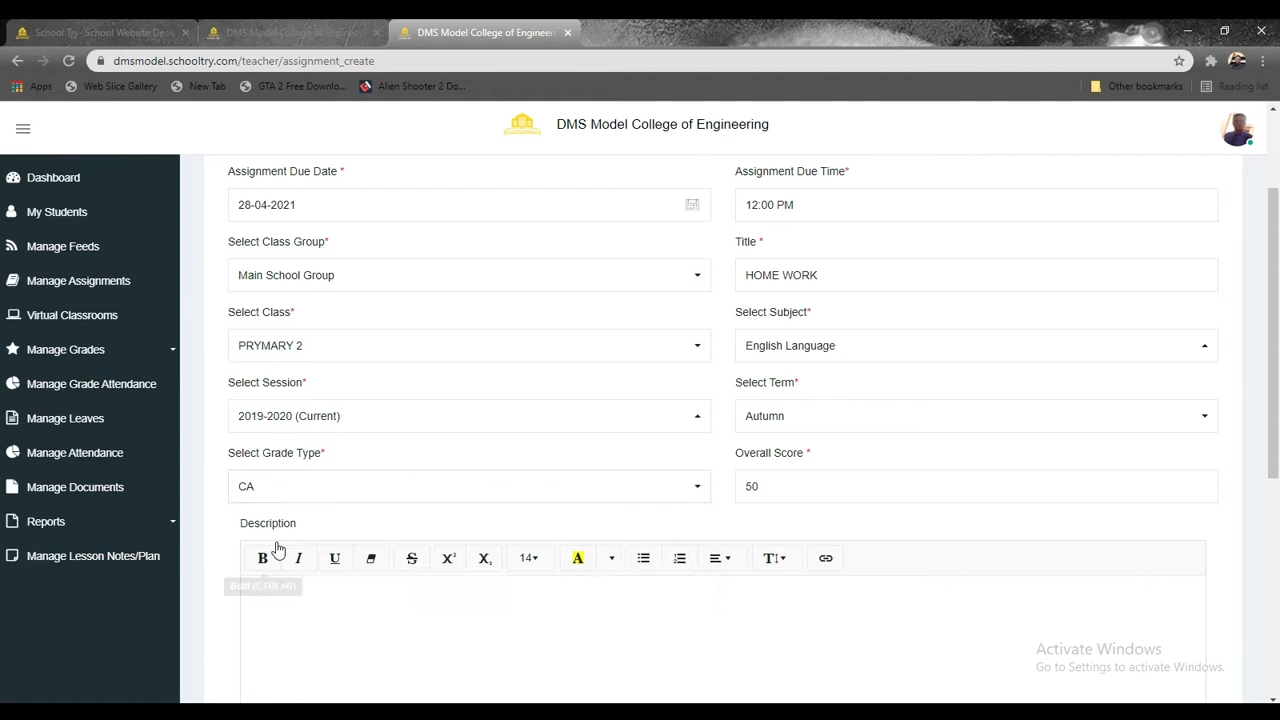 School Try- School Website Des
DMS Model College of Engineerin
DMS Model College of Engineerin
dmsmodel.schooltry.com/teacher/assignment_create
Apps
Web Slice Gallery
New Tab
GTA 2 Free Downlo...
Alien Shooter 2 Do...
Other bookmarks
Reading list
DMS Model College of Engineering
Dashboard
My Students
Manage Feeds
Manage Assignments
Virtual Classrooms
Manage Grades
Manage Grade Attendance
Manage Leaves
Manage Attendance
Manage Documents
Reports
Manage Lesson Notes/Plan
Assignment Due Date *
Assignment Due Time*
28-04-2021
12:00 PM
Select Class Group*
Title *
Main School Group
HOME WORK
Select Class*
Select Subject*
PRYMARY 2
English Language
Select Session*
Select Term*
2019-2020 (Current)
Autumn
Select Grade Type*
Overall Score *
CA
50
Description
B I U S X² X₂ 14 A T
Bold (CTRL+B)
Activate Windows
Go to Settings to activate Windows.